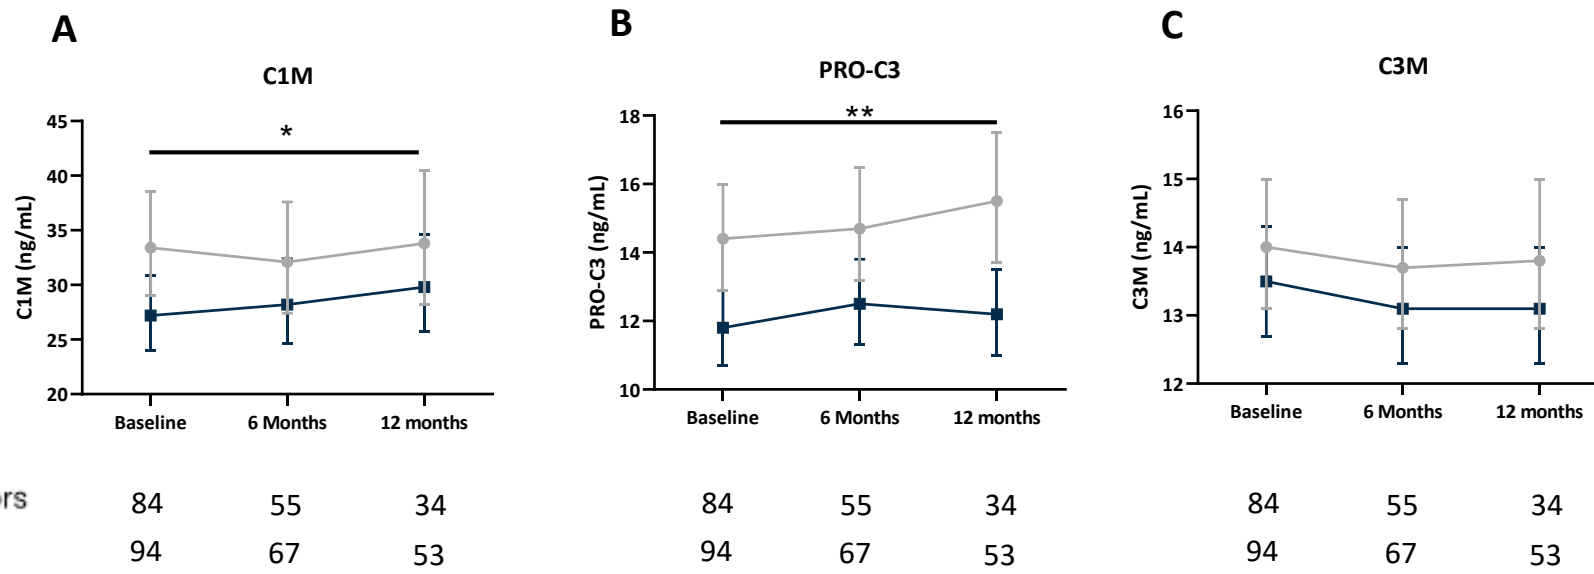 A
B
C
C1M
PRO-C3
C3M
*
**
C1M (ng/mL)
45
40
35
30
25
20
Baseline
6 Months
12 months
PRO-C3 (ng/mL)
18
16
14
12
10
Baseline
6 Months
12 months
C3M (ng/mL)
16
15
14
13
12
Baseline
6 Months
12 months
ors 84 55 34 84 55 34 84 55 34
94 67 53 94 67 53 94 67 53